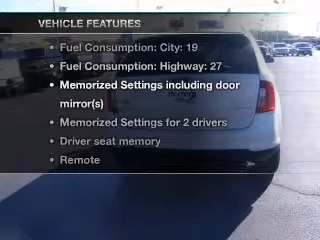 VEHICLE FEATURES
• Fuel Consumption: City: 19
• Fuel Consumption: Highway: 27
• Memorized Settings including door
mirror(s)
• Memorized Settings for 2 drivers
• Driver seat memory
• Remote